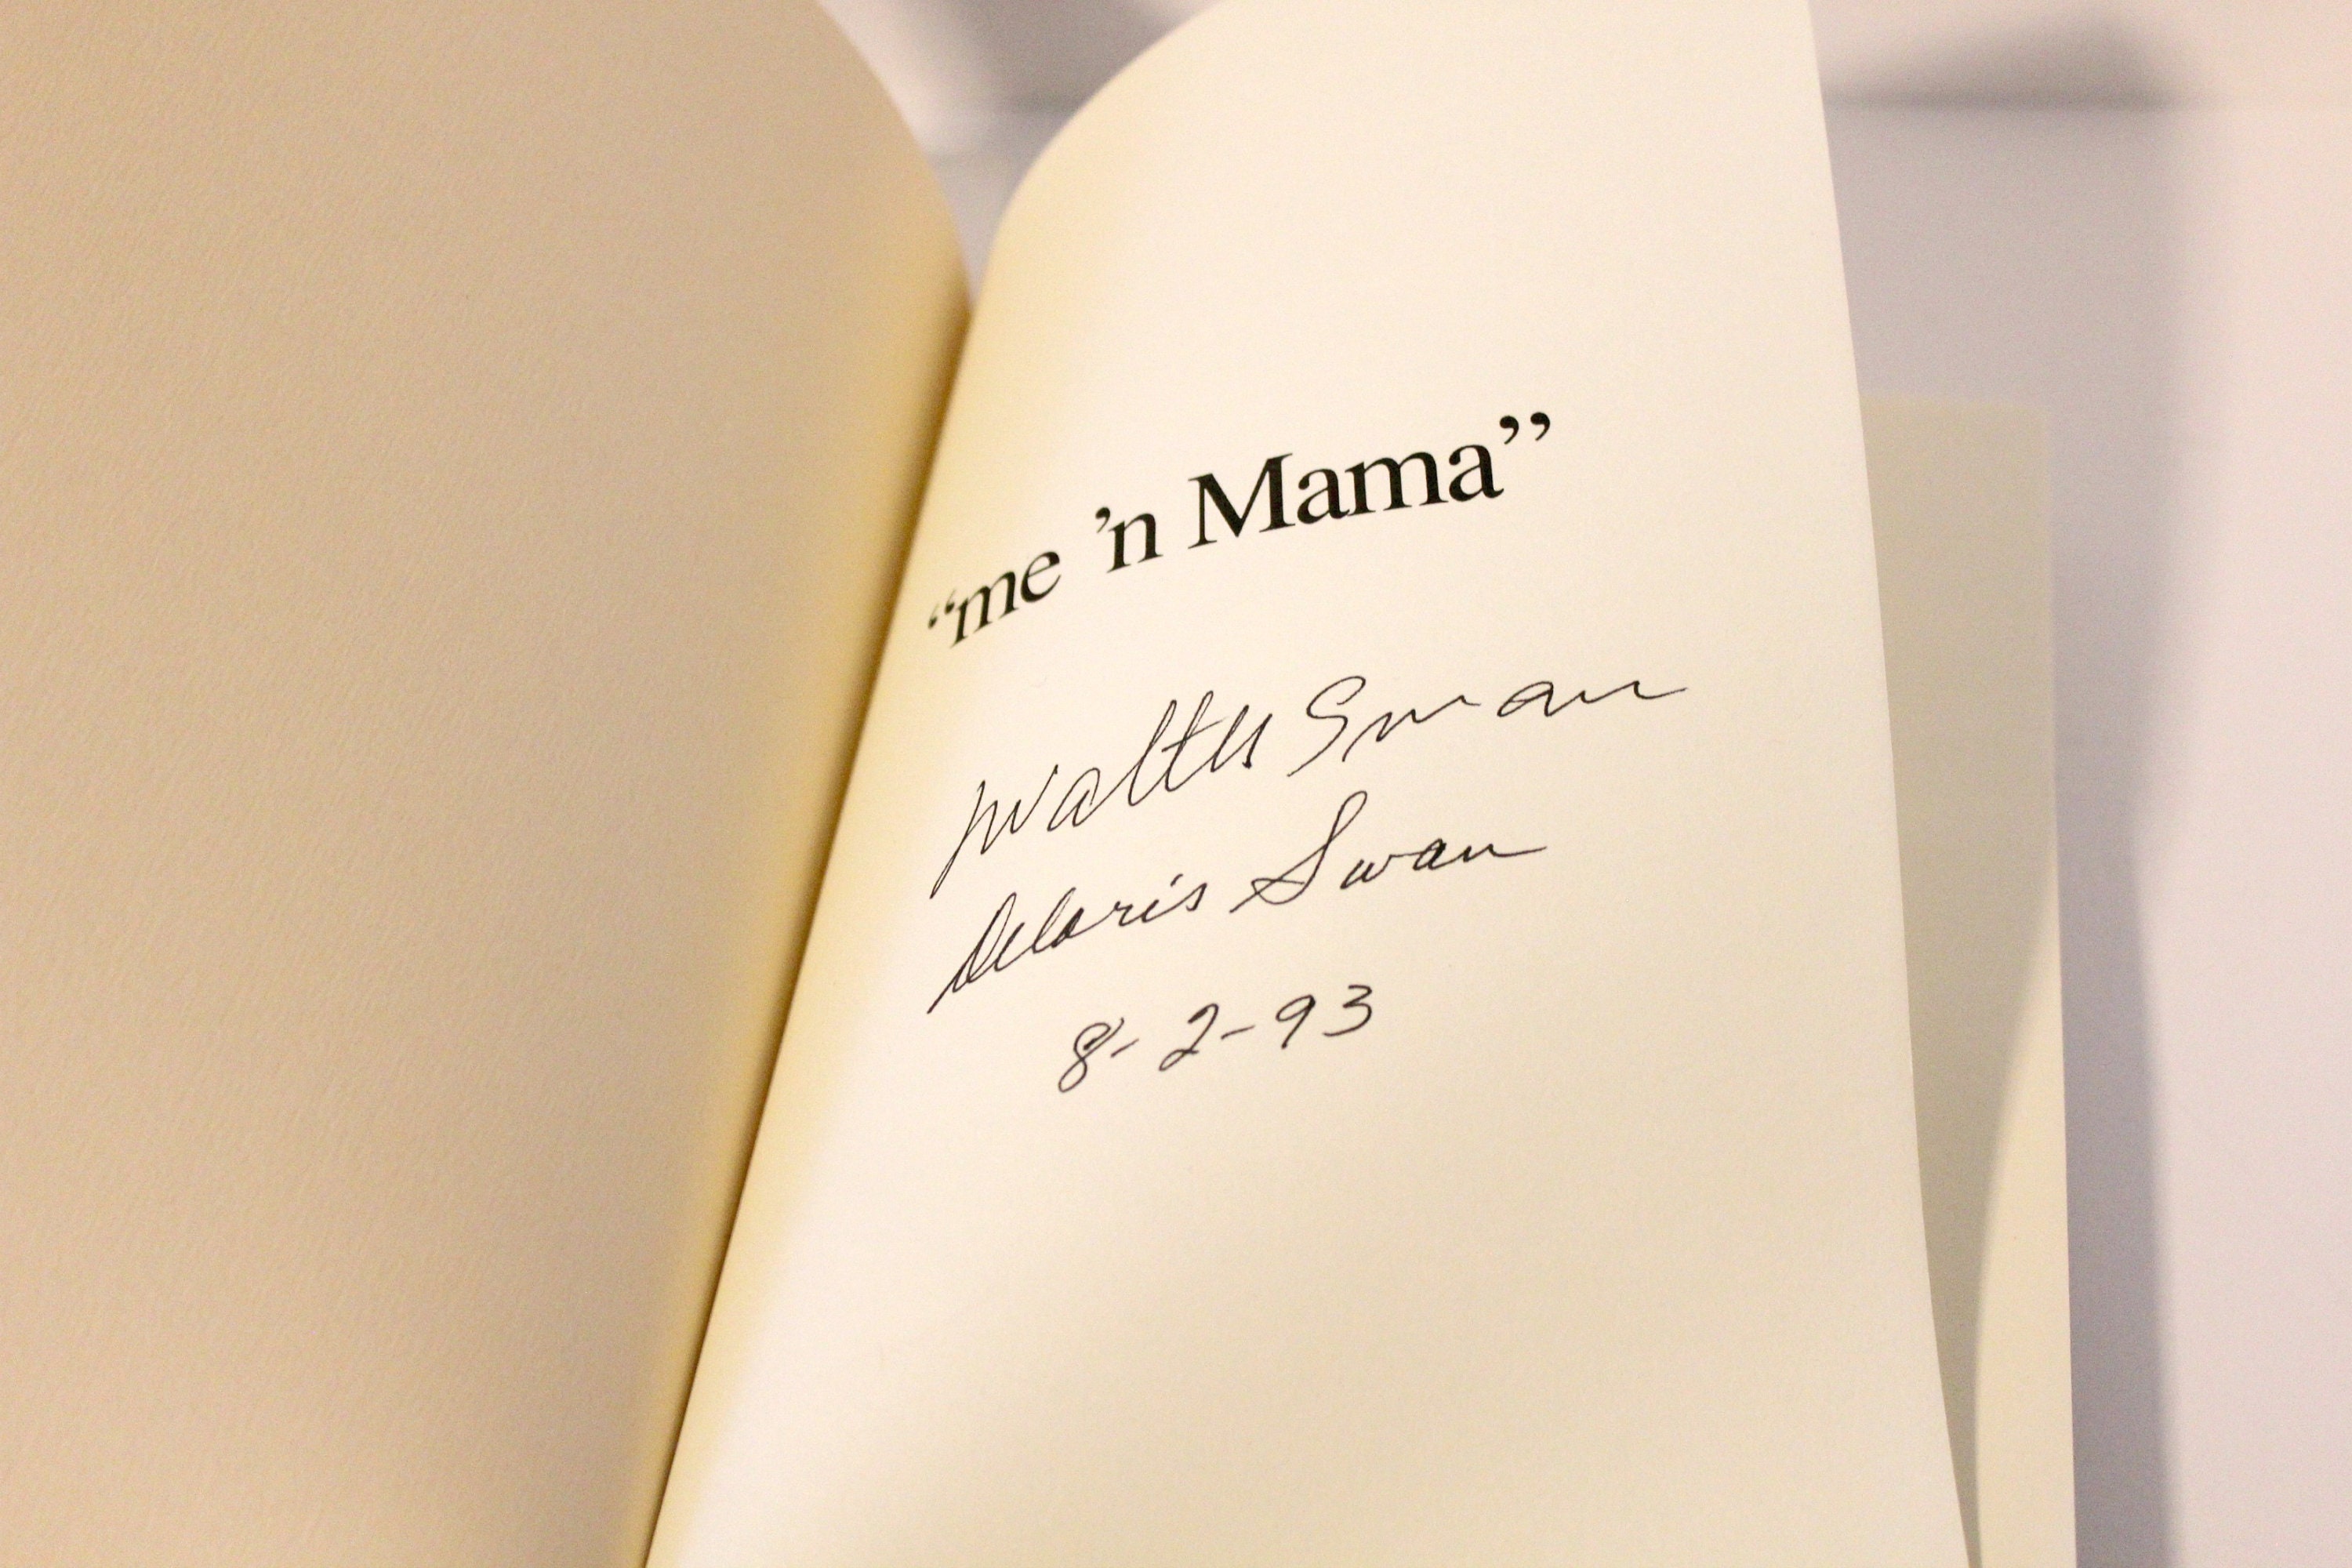 “me ’n Mama”
Walter Swan
Deloris Swan
8-2-93